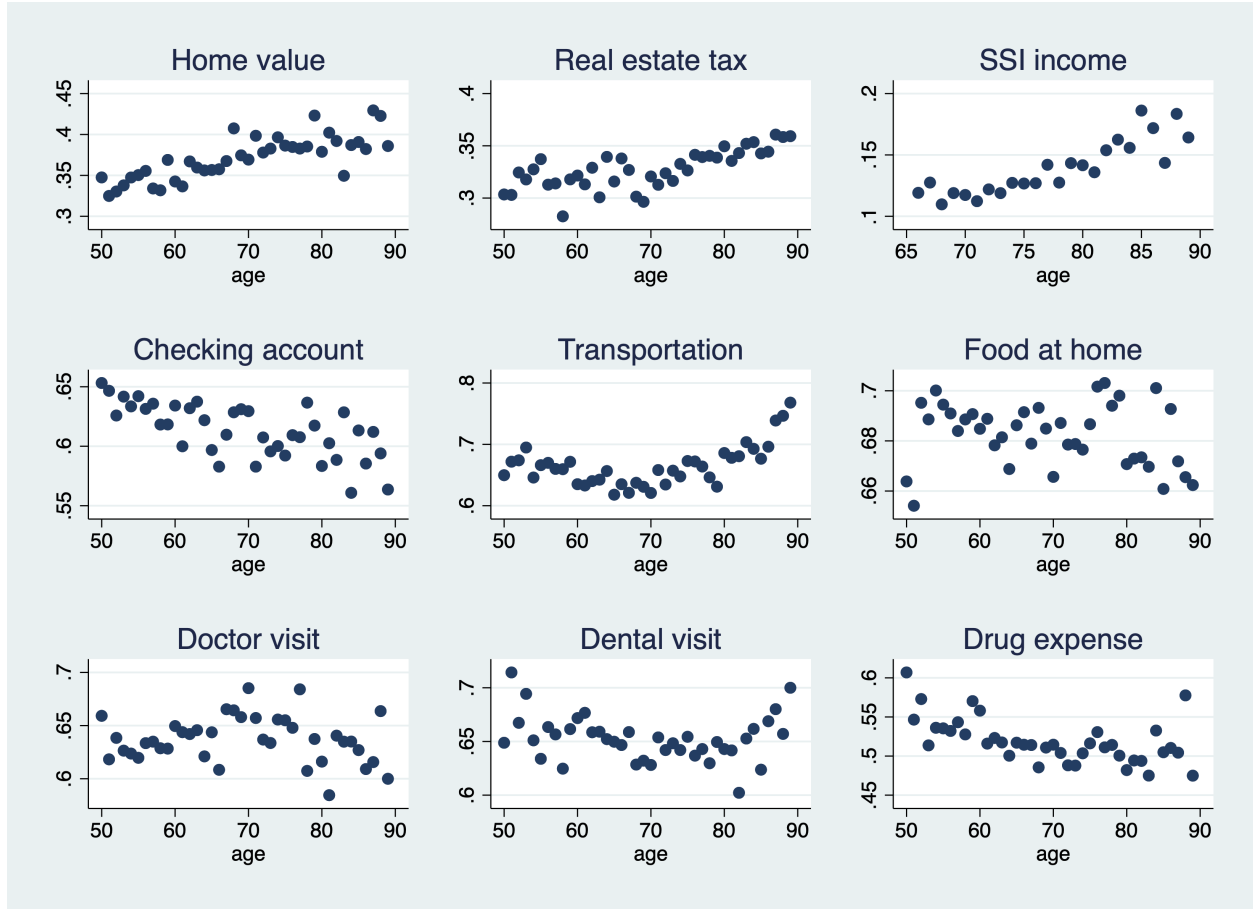 Home value
.45
.4
.35
.3
50 60 70 80 90
age
Real estate tax
.4
.35
.3
50 60 70 80 90
age
SSI income
.2
.15
.1
65 70 75 80 85 90
age
Checking account
.65
.6
.55
50 60 70 80 90
age
Transportation
.8
.7
.6
50 60 70 80 90
age
Food at home
.7
.68
.66
50 60 70 80 90
age
Doctor visit
.7
.65
.6
50 60 70 80 90
age
Dental visit
.7
.65
.6
50 60 70 80 90
age
Drug expense
.6
.55
.5
.45
50 60 70 80 90
age